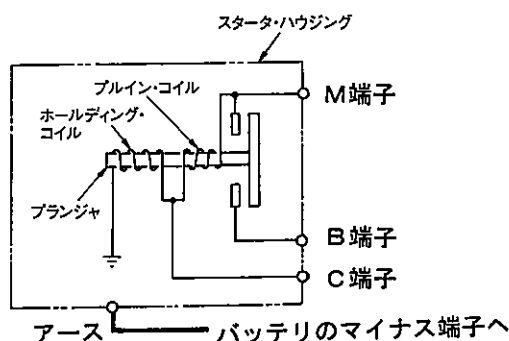 スタータ・ハウジング
プルイン・コイル
M端子
ホールディング・
コイル
プランジャ
B端子
C端子
アース
バッテリのマイナス端子へ